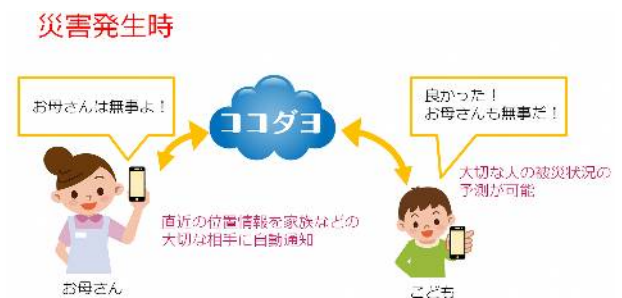 災害発生時
お母さんは無事よ！
ココダヨ
良かった！
お母さんも無事だ！
大切な人の被災状況の
予測が可能
直近の位置情報を家族などの
大切な相手に自動通知
お母さん
こども